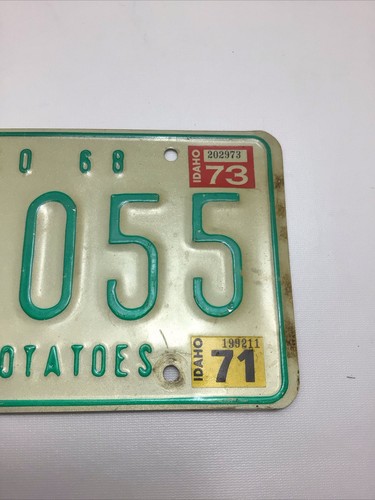 O 68
IDAHO 202973 73
055
OTATOES
IDAHO 199211 71